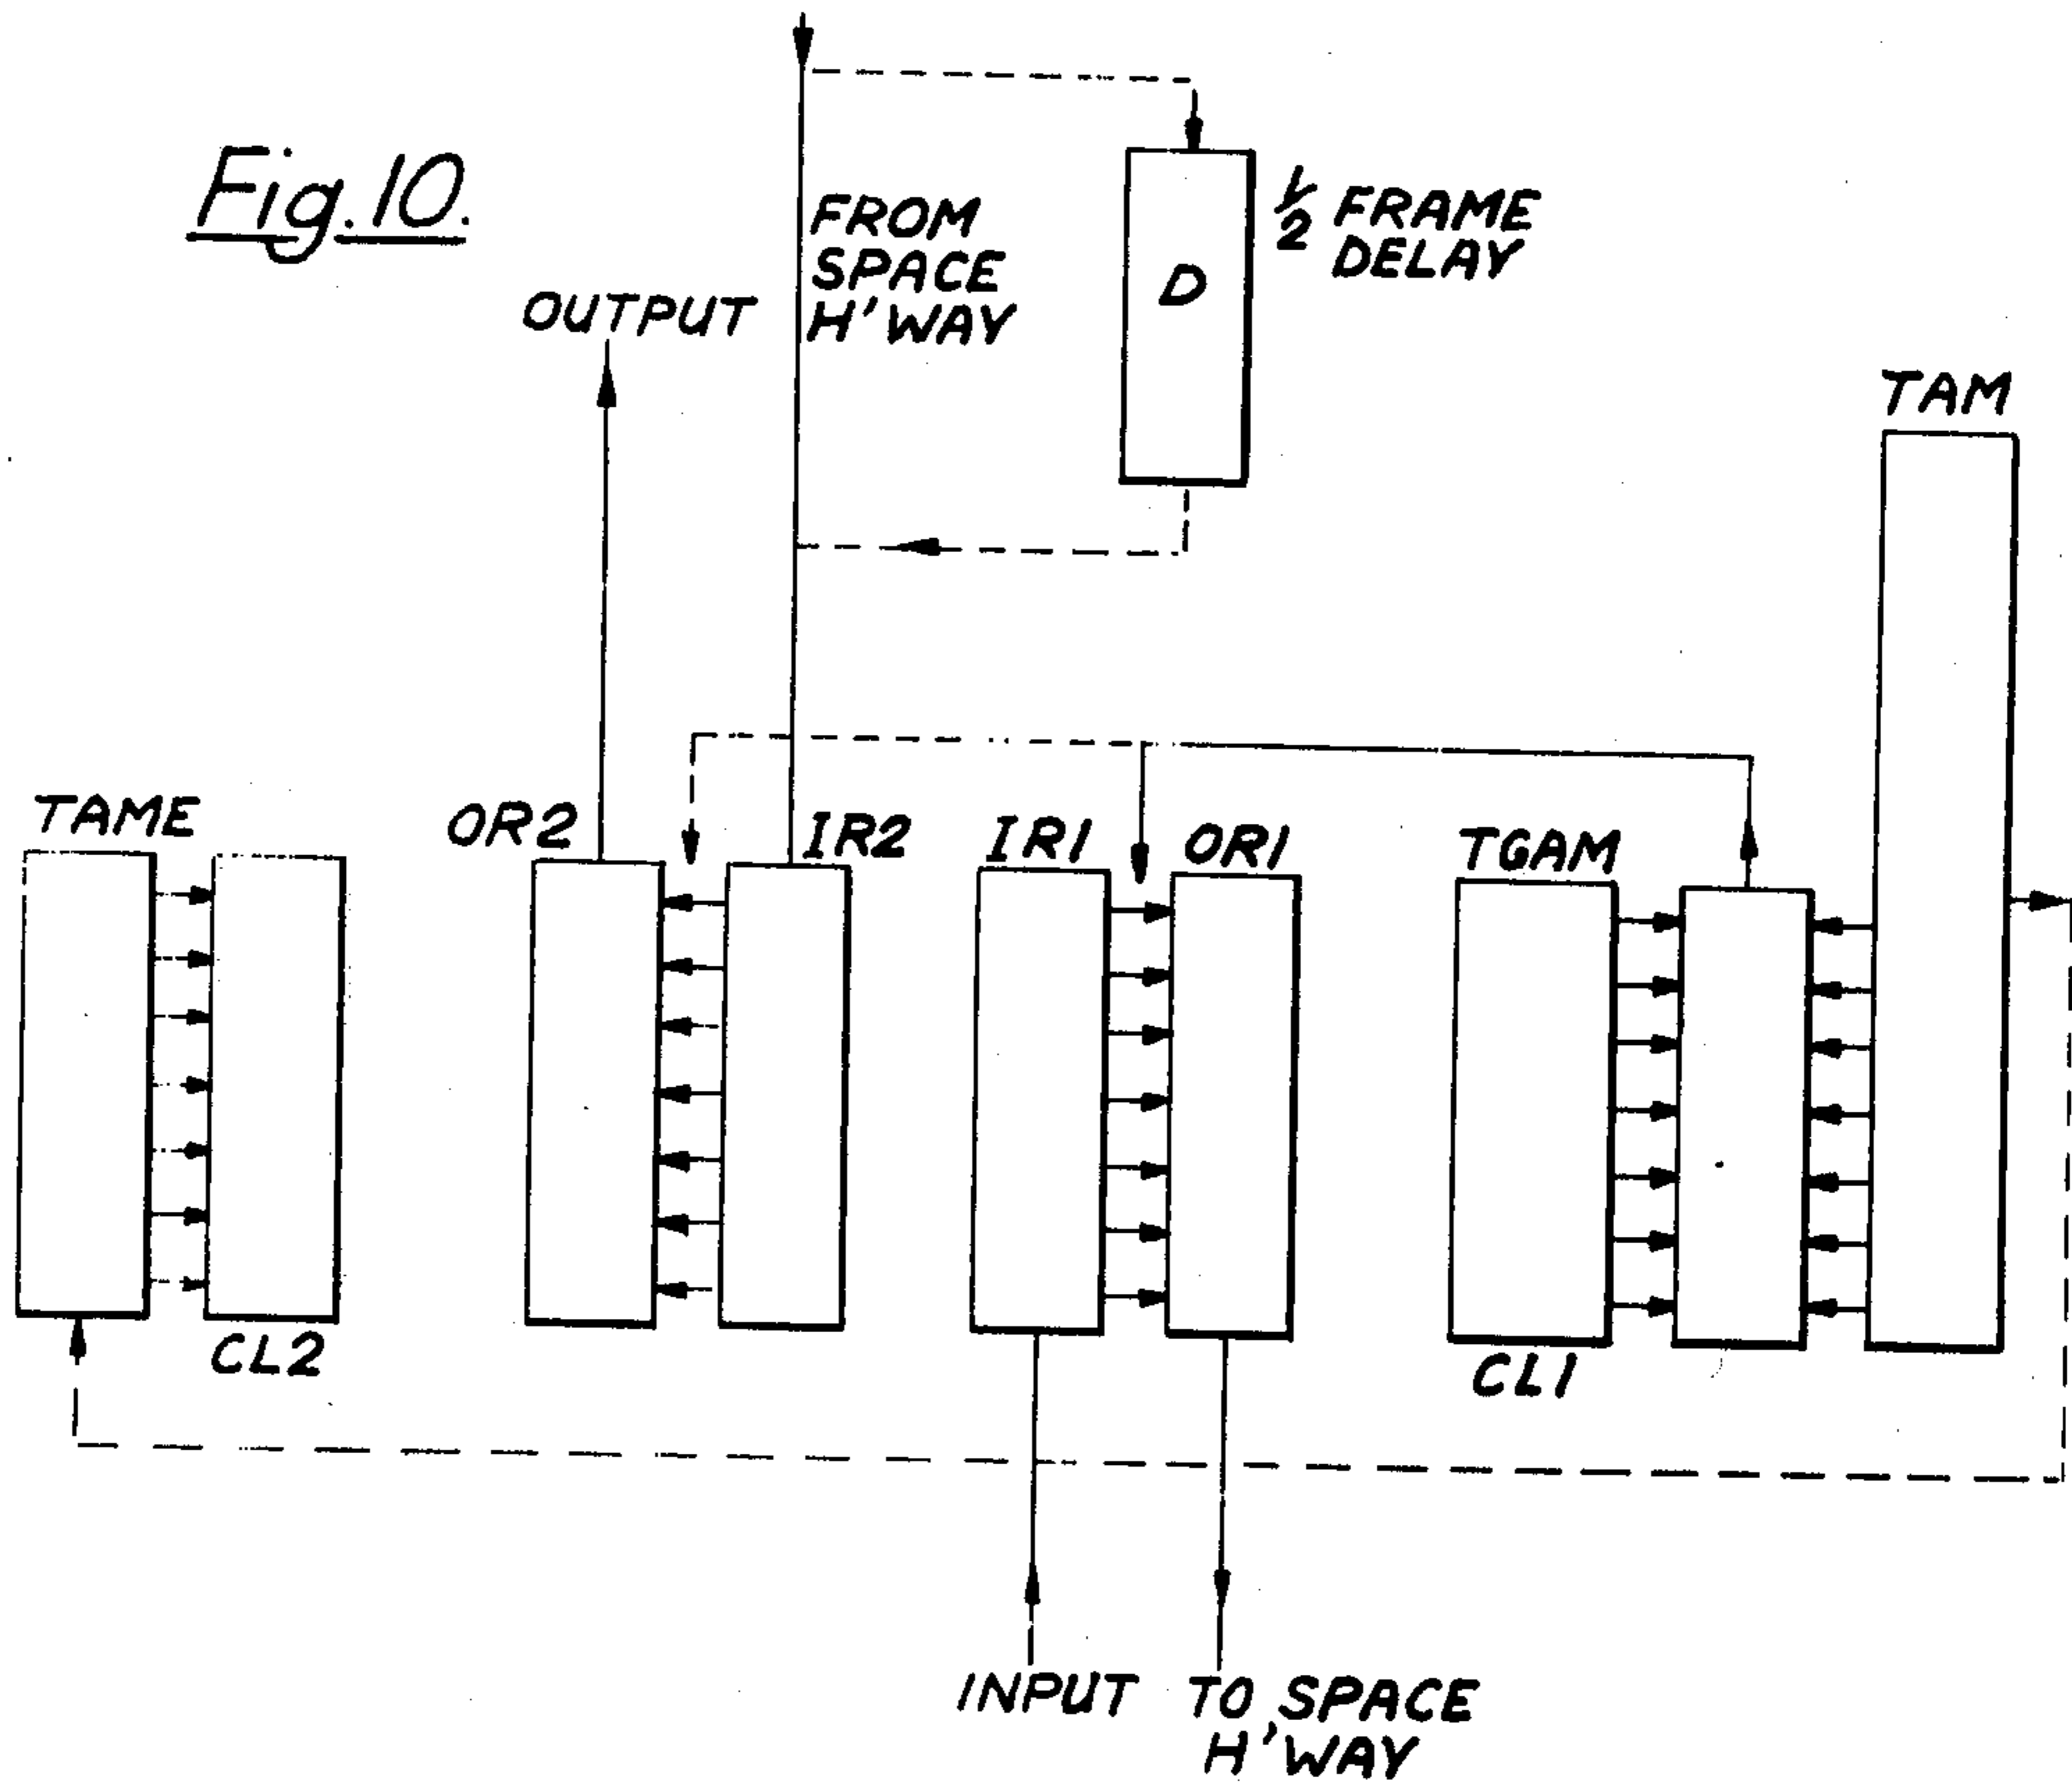 Fig.10.
FROM
SPACE
H'WAY
D
1/2 FRAME
DELAY
OUTPUT
TAM
TAME
OR2
IR2
IR1
OR1
TGAM
CL2
CL1
INPUT
TO SPACE
H'WAY